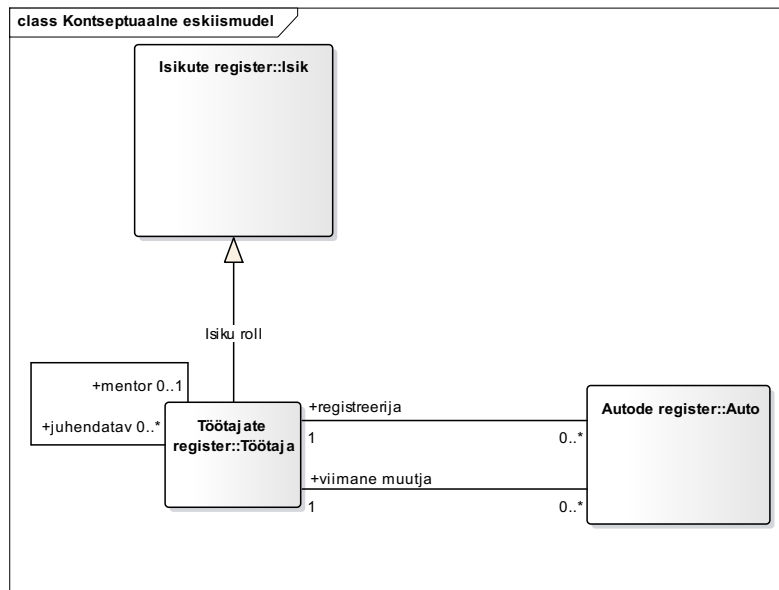 class Kontseptuaalne eskiismudel
Isikute register::Isik
Isiku roll
+mentor 0..1
+juhendatav 0..*
Töötajate
register::Töötaja
+registreerija
1
0..*
+viimane muutja
1
0..*
Autode register::Auto